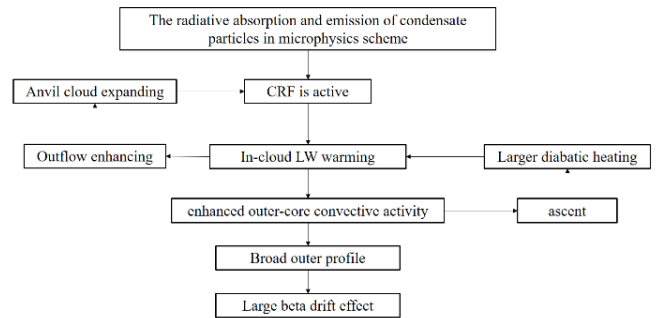 The radiative absorption and emission of condensate
particles in microphysics scheme
Anvil cloud expanding
CRF is active
Outflow enhancing
In-cloud LW warming
Larger diabatic heating
enhanced outer-core convective activity
ascent
Broad outer profile
Large beta drift effect